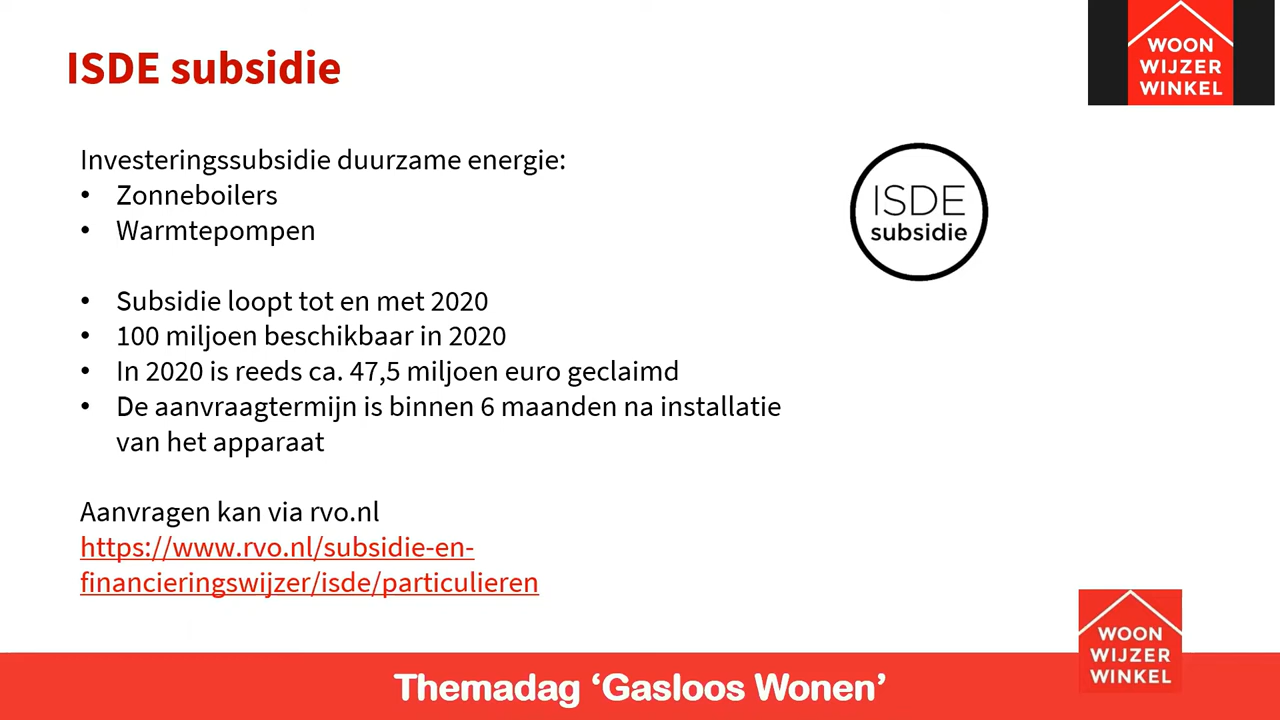 ISDE subsidie
WOON
WIJZER
WINKEL
Investeringssubsidie duurzame energie:
• Zonneboilers
• Warmtepompen
ISDE
subsidie
• Subsidie loopt tot en met 2020
• 100 miljoen beschikbaar in 2020
• In 2020 is reeds ca. 47,5 miljoen euro geclaimd
• De aanvraagtermijn is binnen 6 maanden na installatie
van het apparaat
Aanvragen kan via rvo.nl
https://www.rvo.nl/subsidie-en-
financieringswijzer/isde/particulieren
WOON
WIJZER
WINKEL
Themadag ‘Gasloos Wonen’